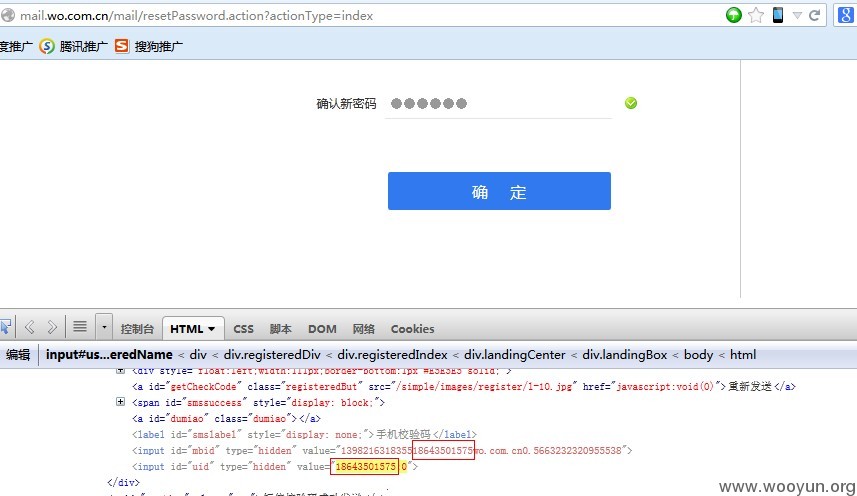 mail.wo.com.cn/mail/resetPassword.action?actionType=index
度推广 腾讯推广 搜狗推广
确认新密码
确 定
控制台 HTML CSS 脚本 DOM 网络 Cookies
编辑 input#us...eredName < div < div.registeredDiv < div.registeredIndex < div.landingCenter < div.landingBox < body < html
<div style="float:left;width:111px;border-bottom:1px #E5E5E5 solid;">
<a id="getCheckCode" class="registeredBut" src="/simple/images/register/1-10.jpg" href="javascript:void(0)">重新发送</a>
<span id="smssuccess" style="display: block;">
<a id="dumiao" class="dumiao"></a>
<label id="smslabel" style="display: none;">手机校验码</label>
<input id="mbid" type="hidden" value="139821631835518643501575wo.com.cn0.5663232320955538">
<input id="uid" type="hidden" value="18643501575 0">
</div>
www.wooyun.org